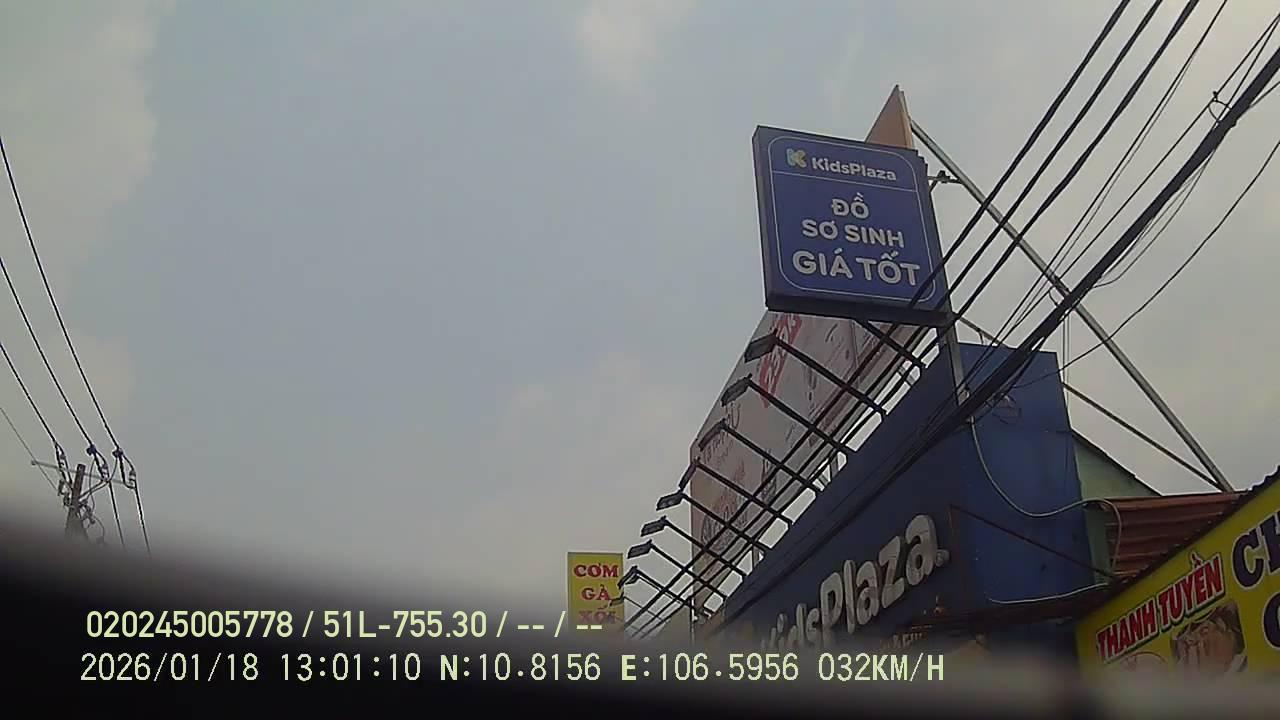 KidsPlaza
ĐỒ
SƠ SINH
GIÁ TỐT
KidsPlaza
CƠM
GÀ
XỐI
THANH TUYỀN
020245005778 / 51L-755.30 / -- / --
2026/01/18 13:01:10 N:10.8156 E:106.5956 032KM/H